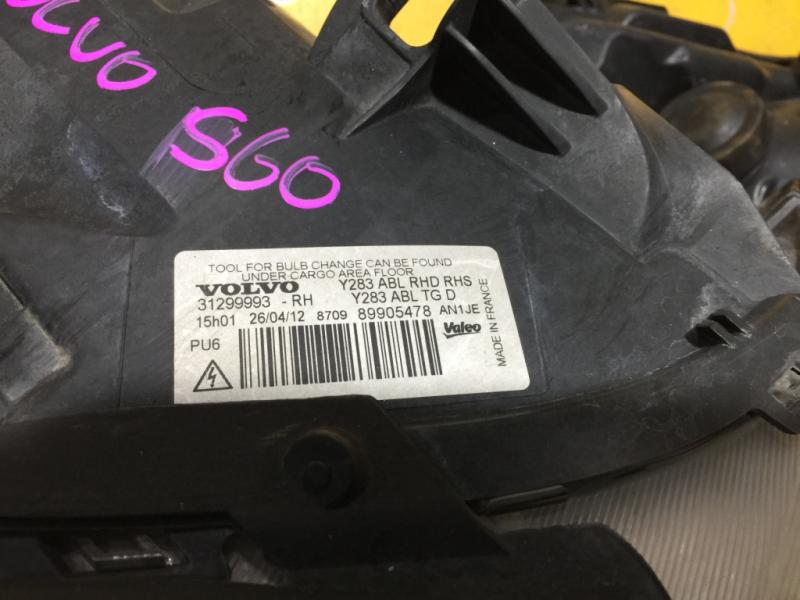 VOLVO
S60
TOOL FOR BULB CHANGE CAN BE FOUND
UNDER CARGO AREA FLOOR
VOLVO Y283 ABL RHD RHS
31299993 -RH Y283 ABL TG D
15h01 26/04/12 8709 89905478 AN1JE
PU6 Valeo
MADE IN FRANCE